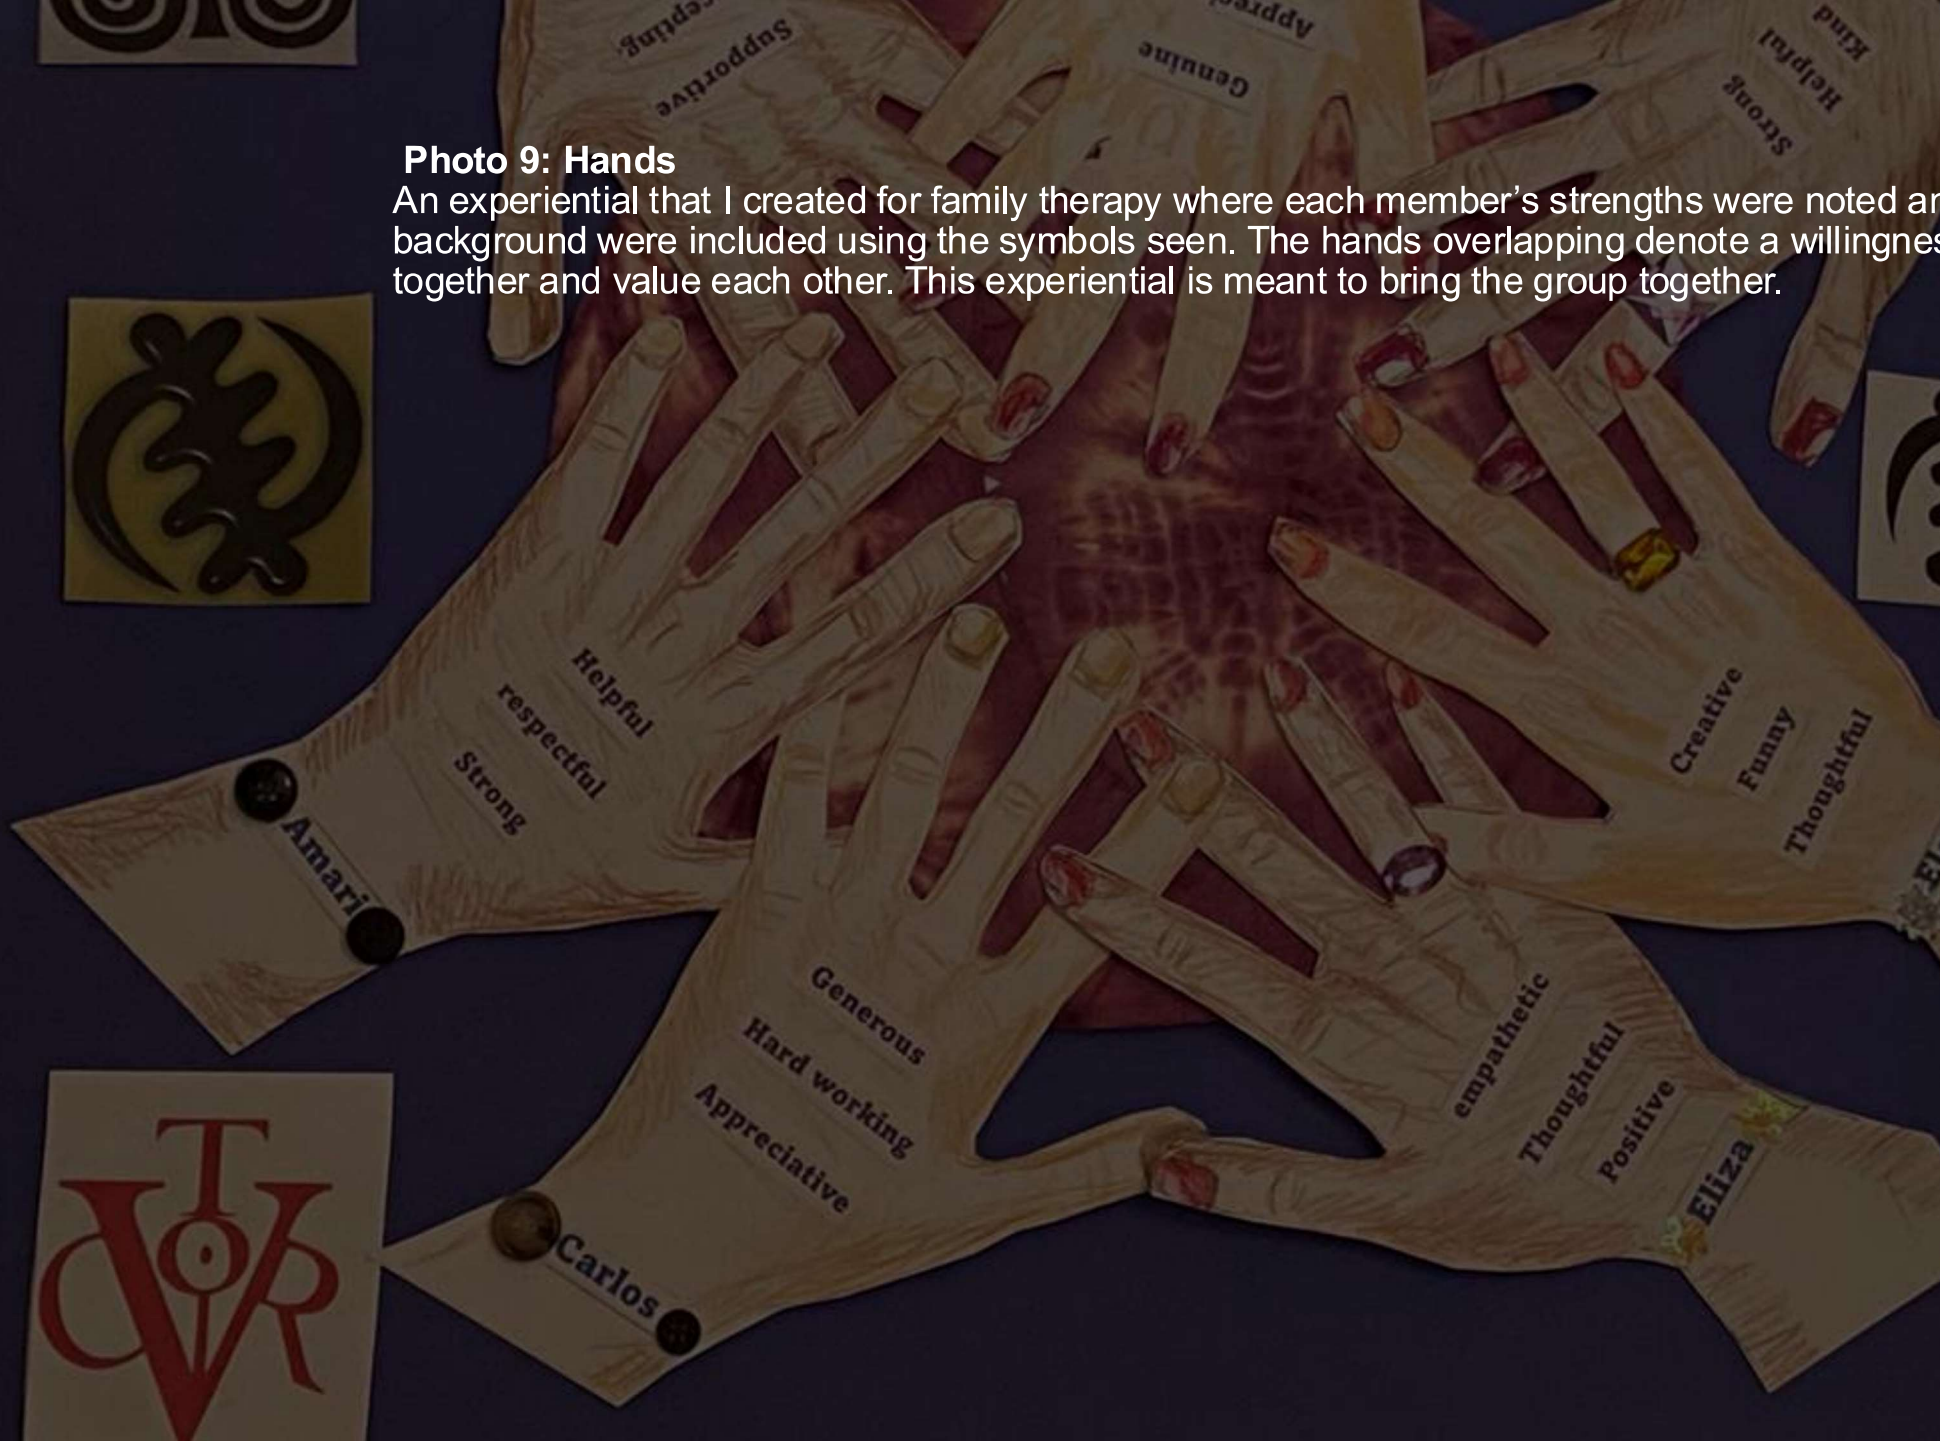 Photo 9: Hands
An experiential that I created for family therapy where each member’s strengths were noted
background were included using the symbols seen. The hands overlapping denote a
together and value each other. This experiential is meant to bring the group together.
Supportive
Genuine
Kind
Helpful
Strong
Helpful
respectful
Strong
Amari
Creative
Funny
Thoughtful
Generous
Hard working
Appreciative
Carlos
empathetic
Thoughtful
Positive
Eliza